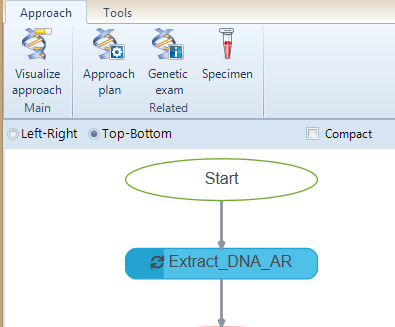 Approach Tools
Visualize Approach Genetic Specimen
approach plan exam
Main Related
Left-Right Top-Bottom Compact
Start
Extract_DNA_AR